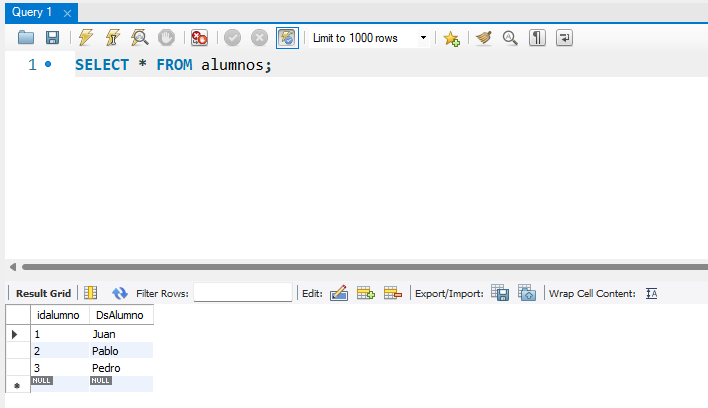 Query 1
Limit to 1000 rows
1 SELECT * FROM alumnos;
Result Grid Filter Rows: Edit: Export/Import: Wrap Cell Content: IA
idalumno DsAlumno
1 Juan
2 Pablo
3 Pedro
NULL NULL